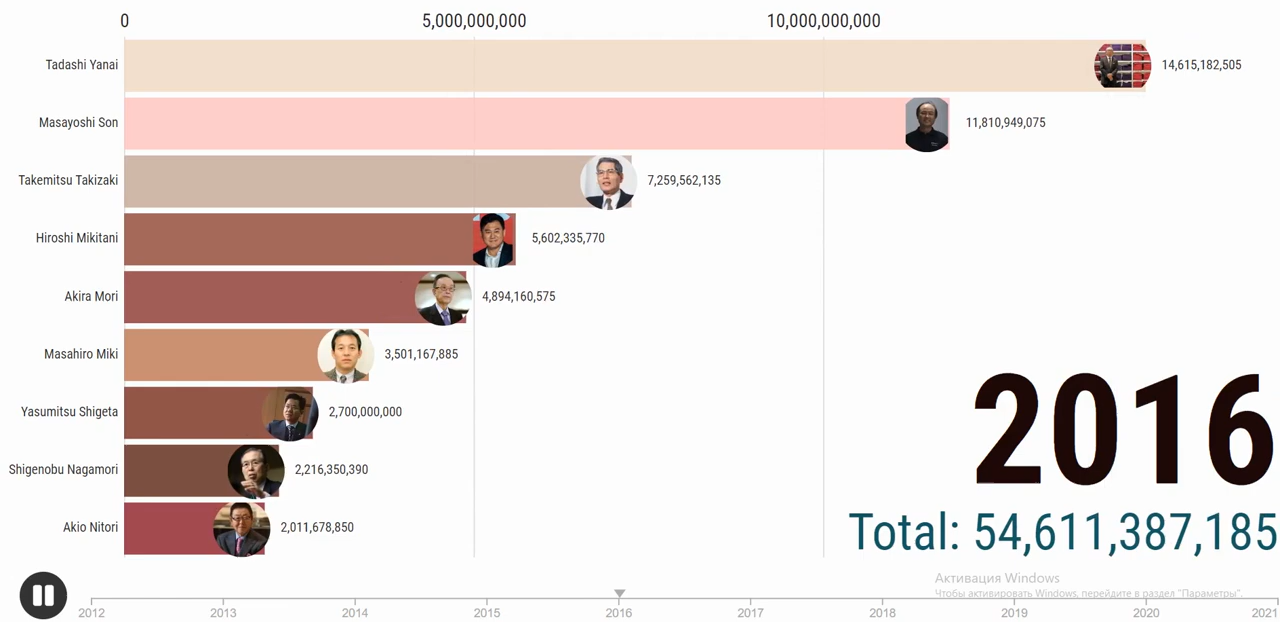 0 5,000,000,000 10,000,000,000
Tadashi Yanai 14,615,182,505
Masayoshi Son 11,810,949,075
Takemitsu Takizaki 7,259,562,135
Hiroshi Mikitani 5,602,335,770
Akira Mori 4,894,160,575
Masahiro Miki 3,501,167,885
Yasumitsu Shigeta 2,700,000,000
Shigenobu Nagamori 2,216,350,390
Akio Nitori 2,011,678,850
2016
Total: 54,611,387,185
Активация Windows
Чтобы активировать Windows, перейдите в раздел "Параметры".
2012 2013 2014 2015 2016 2017 2018 2019 2020 2021